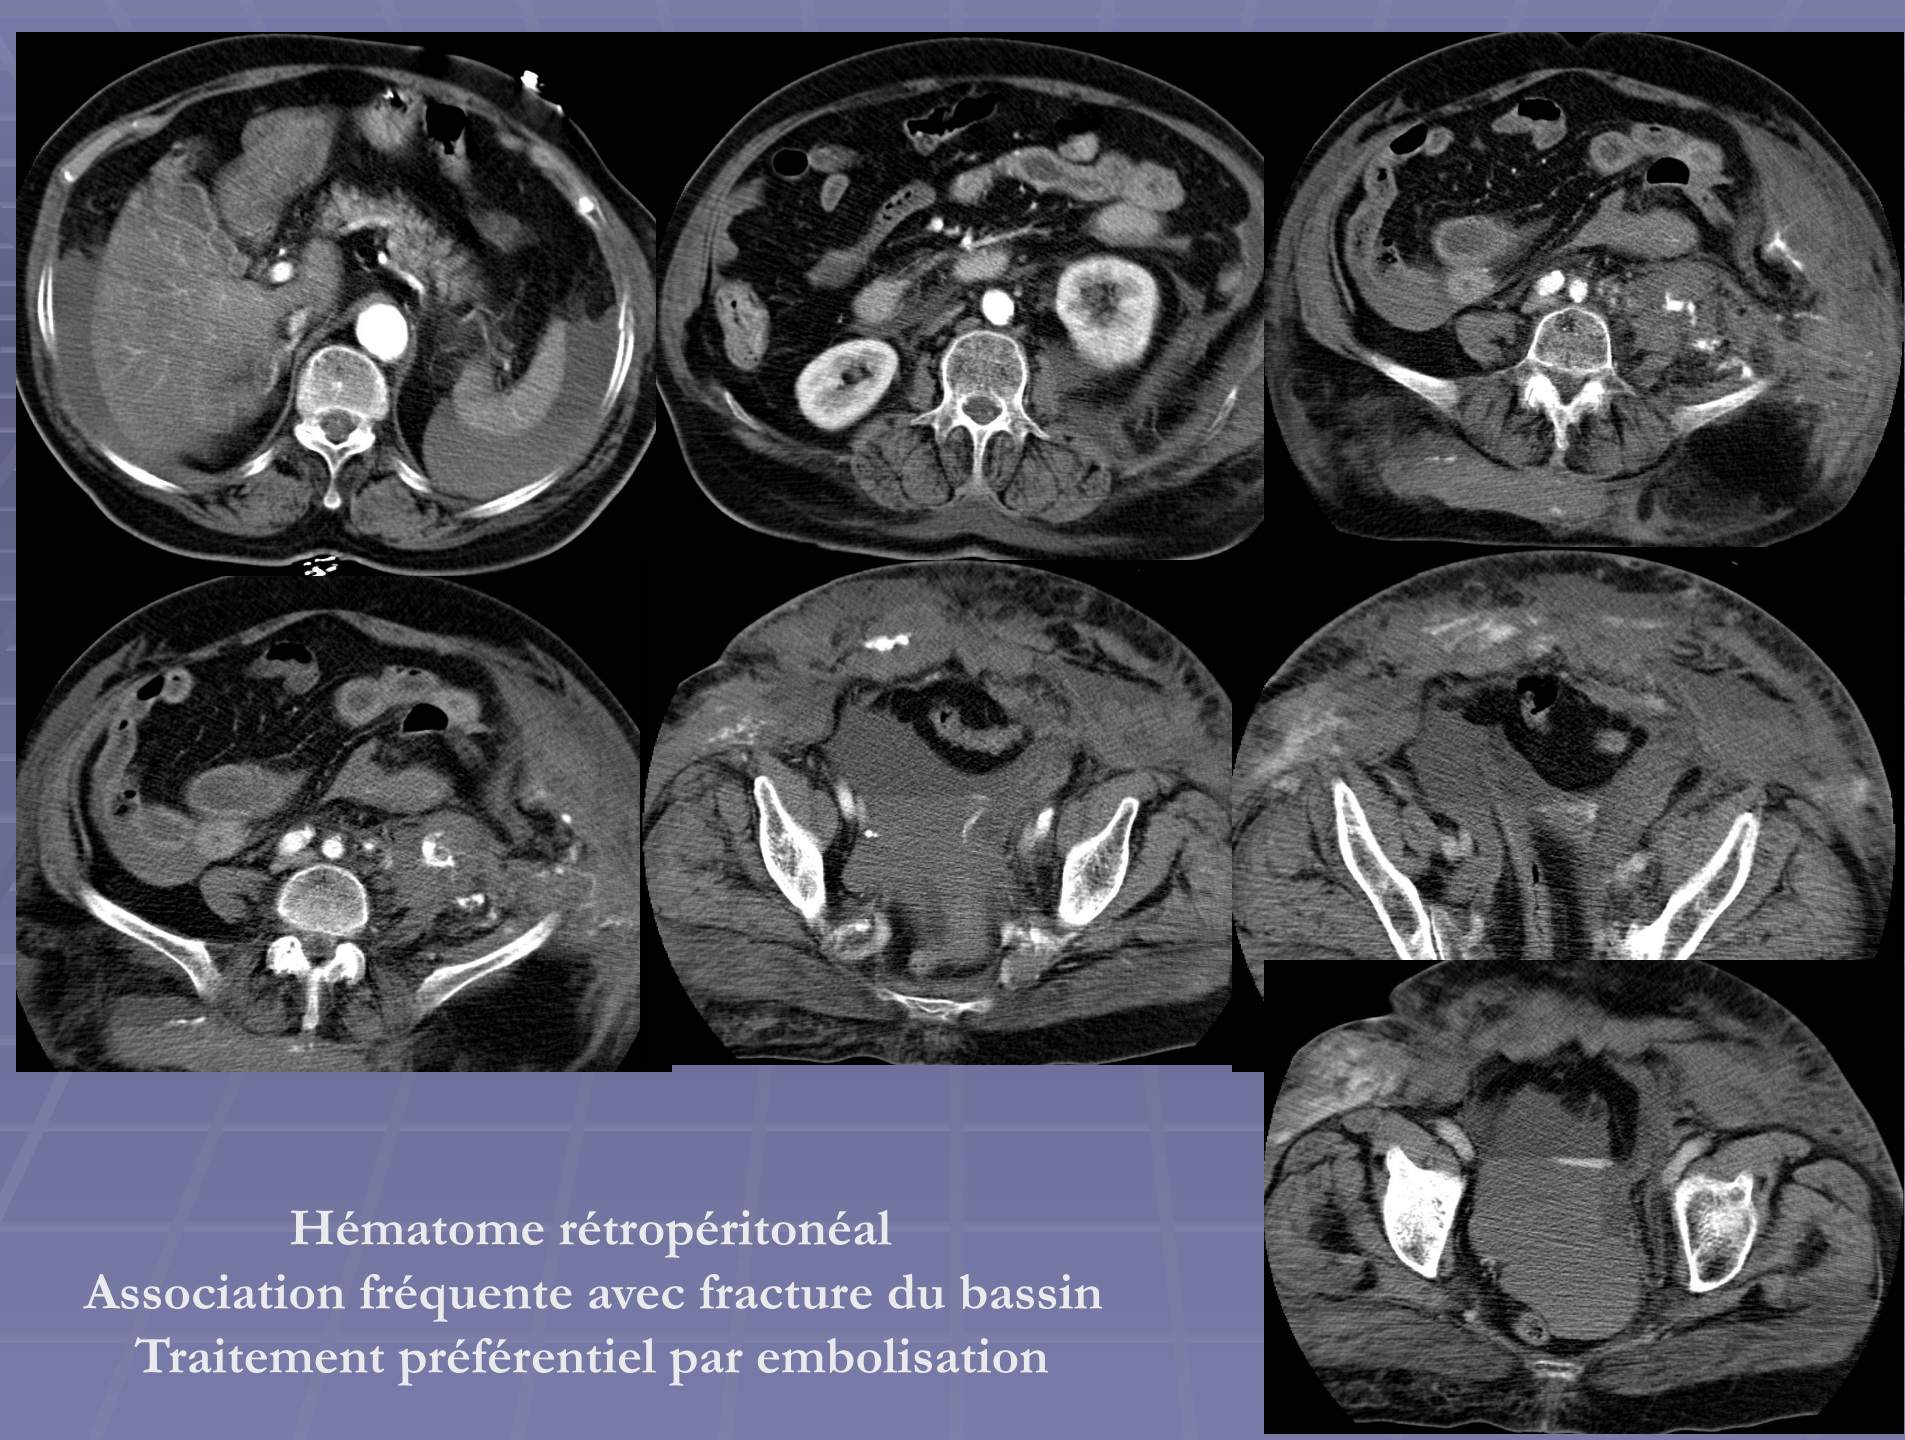 Hématome rétropéritonéal
Association fréquente avec fracture du bassin
Traitement préférentiel par embolisation